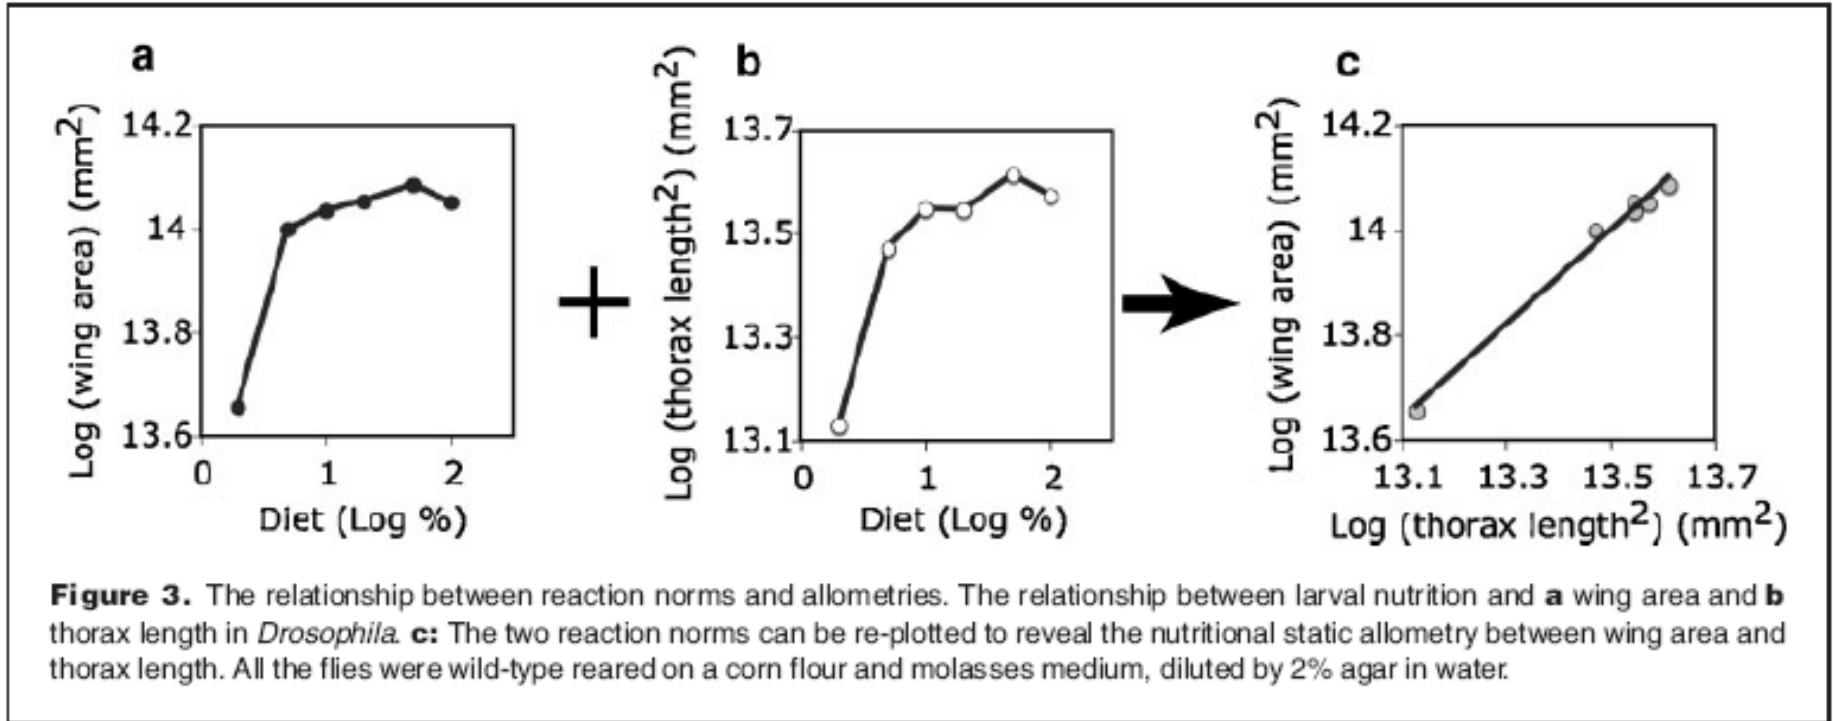 a
b
c
Log (wing area) (mm²)
14.2
14
13.8
13.6
0 1 2
Diet (Log %)
+
Log (thorax length²) (mm²)
13.7
13.5
13.3
13.1
0 1 2
Diet (Log %)
Log (wing area) (mm²)
14.2
14
13.8
13.6
13.1 13.3 13.5 13.7
Log (thorax length²) (mm²)
Figure 3. The relationship between reaction norms and allometries. The relationship between larval nutrition and a wing area and b
thorax length in Drosophila. c: The two reaction norms can be re-plotted to reveal the nutritional static allometry between wing area and
thorax length. All the flies were wild-type reared on a corn flour and molasses medium, diluted by 2% agar in water.